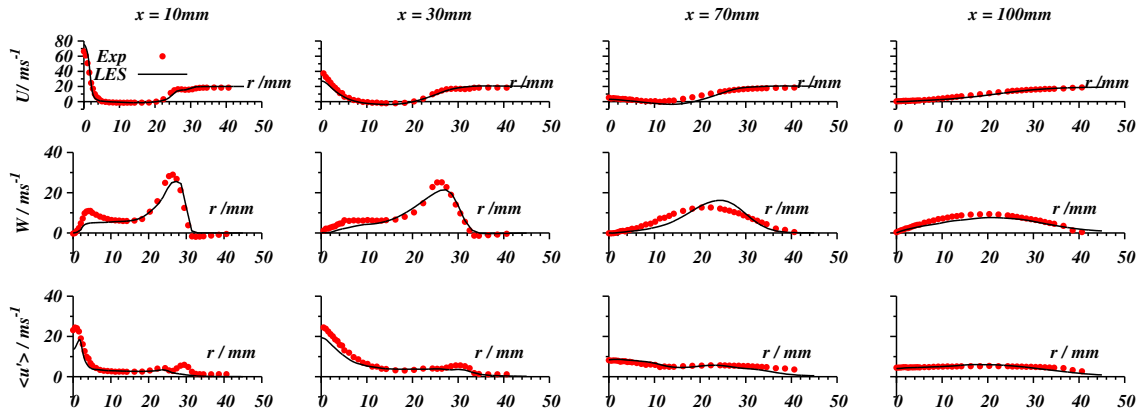 x = 10mm x = 30mm x = 70mm x = 100mm
U/ ms-1
80
60
40
20
0
Exp
LES
r /mm r /mm r /mm r /mm
0 10 20 30 40 50 0 10 20 30 40 50 0 10 20 30 40 50 0 10 20 30 40 50
W / ms-1
40
20
0
r /mm r /mm r /mm r /mm
0 10 20 30 40 50 0 10 20 30 40 50 0 10 20 30 40 50 0 10 20 30 40 50
<u'> / ms-1
40
20
0
r / mm r / mm r / mm r / mm
0 10 20 30 40 50 0 10 20 30 40 50 0 10 20 30 40 50 0 10 20 30 40 50